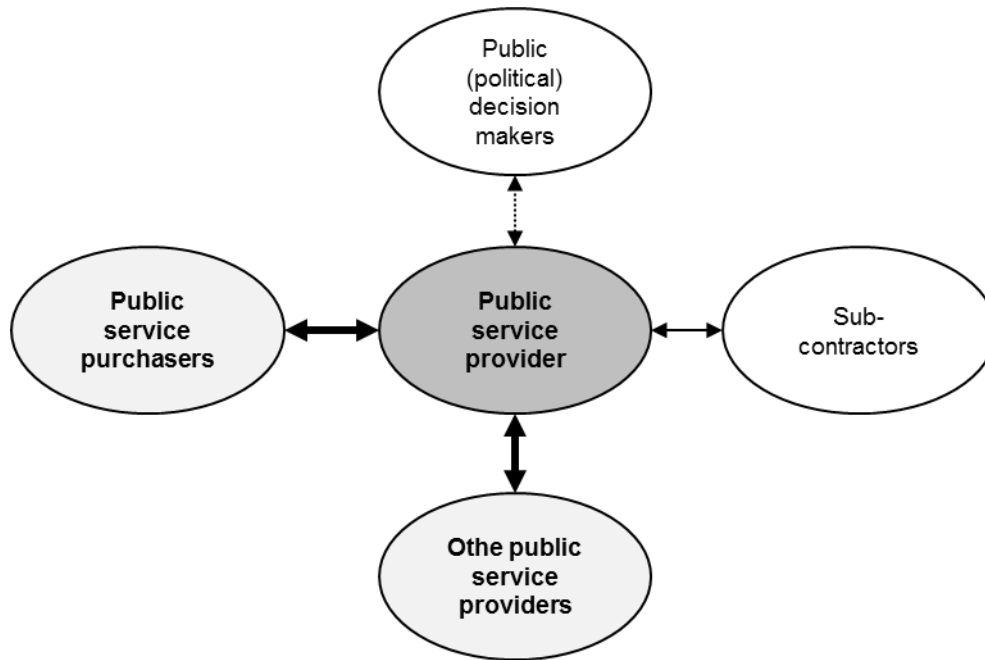 Public
(political)
decision
makers
Public
service
purchasers
Public
service
provider
Sub-
contractors
Othe public
service
providers